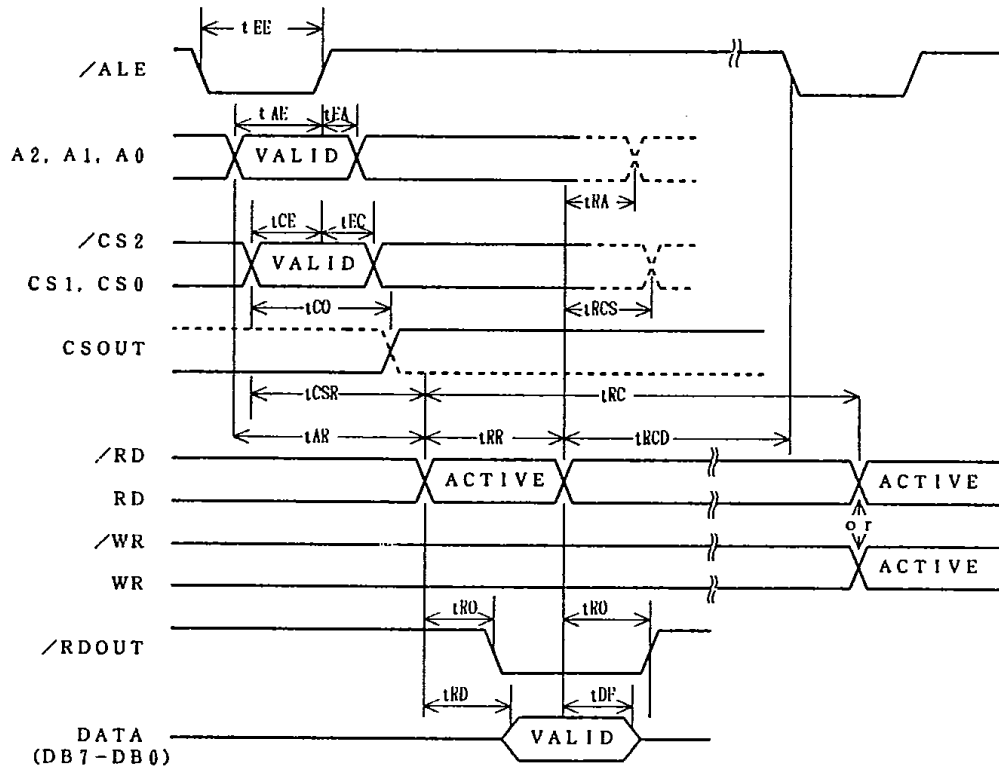 tEE
/ALE
tAE tEA
A2, A1, A0 VALID
tRA
tCE tEC
/CS2
VALID
CS1, CS0
tCO tRCS
CSOUT
tCSR tRC
tAR tRR tRCD
/RD
ACTIVE ACTIVE
RD
or
/WR
ACTIVE
WR
tRO tRO
/RDOUT
tRD tDF
DATA VALID
(DB7-DB0)